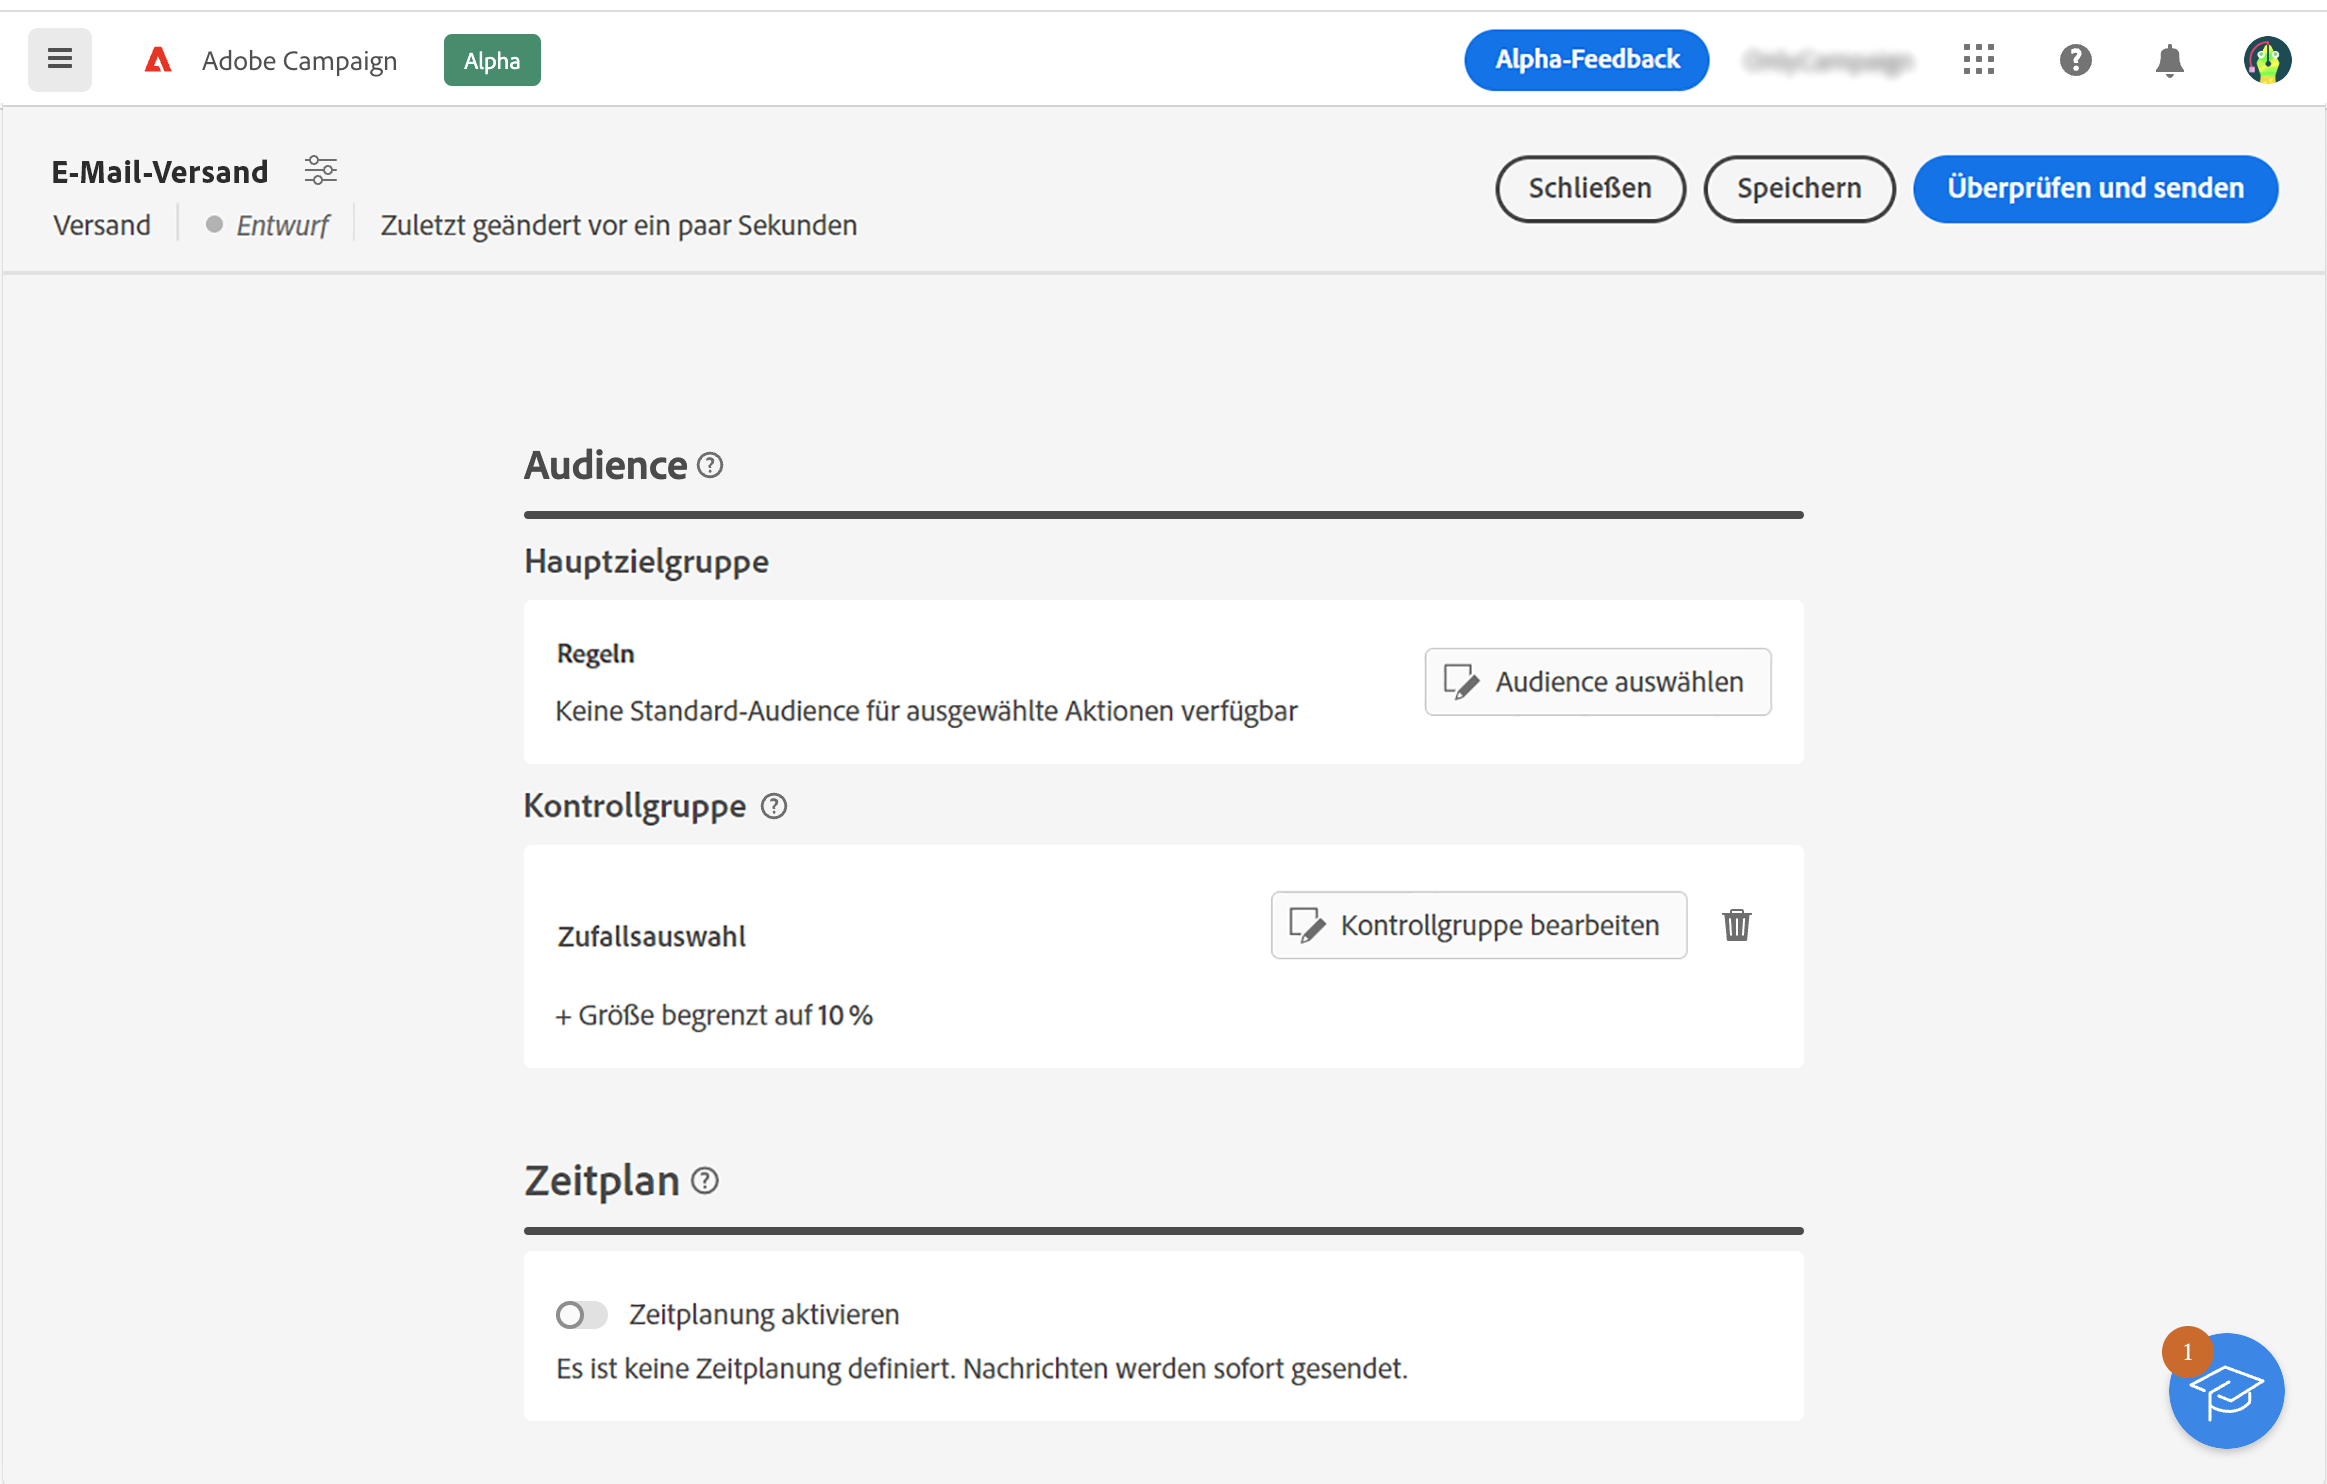 Adobe Campaign
Alpha
Alpha-Feedback
E-Mail-Versand
Versand
Entwurf
Zuletzt geändert vor ein paar Sekunden
Schließen
Speichern
Überprüfen und senden
Audience
Hauptzielgruppe
Regeln
Keine Standard-Audience für ausgewählte Aktionen verfügbar
Audience auswählen
Kontrollgruppe
Zufallsauswahl
Kontrollgruppe bearbeiten
+ Größe begrenzt auf 10 %
Zeitplan
Zeitplanung aktivieren
Es ist keine Zeitplanung definiert. Nachrichten werden sofort gesendet.
1